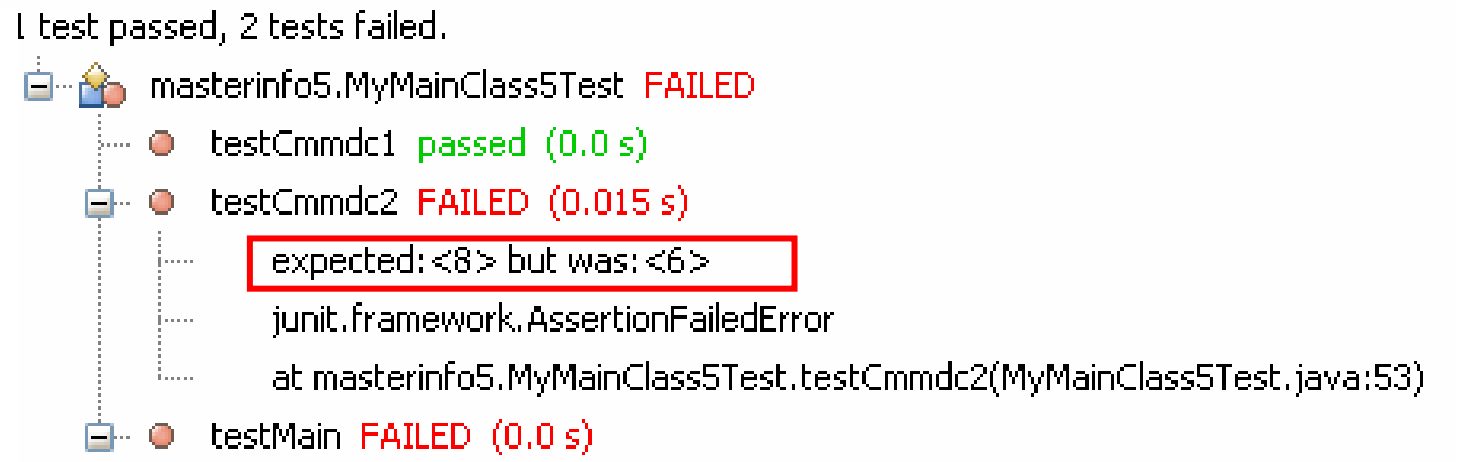 1 test passed, 2 tests failed.
masterinfo5.MyMainClass5Test FAILED
testCmmdc1 passed (0.0 s)
testCmmdc2 FAILED (0.015 s)
expected:<8> but was:<6>
junit.framework.AssertionFailedError
at masterinfo5.MyMainClass5Test.testCmmdc2(MyMainClass5Test.java:53)
testMain FAILED (0.0 s)